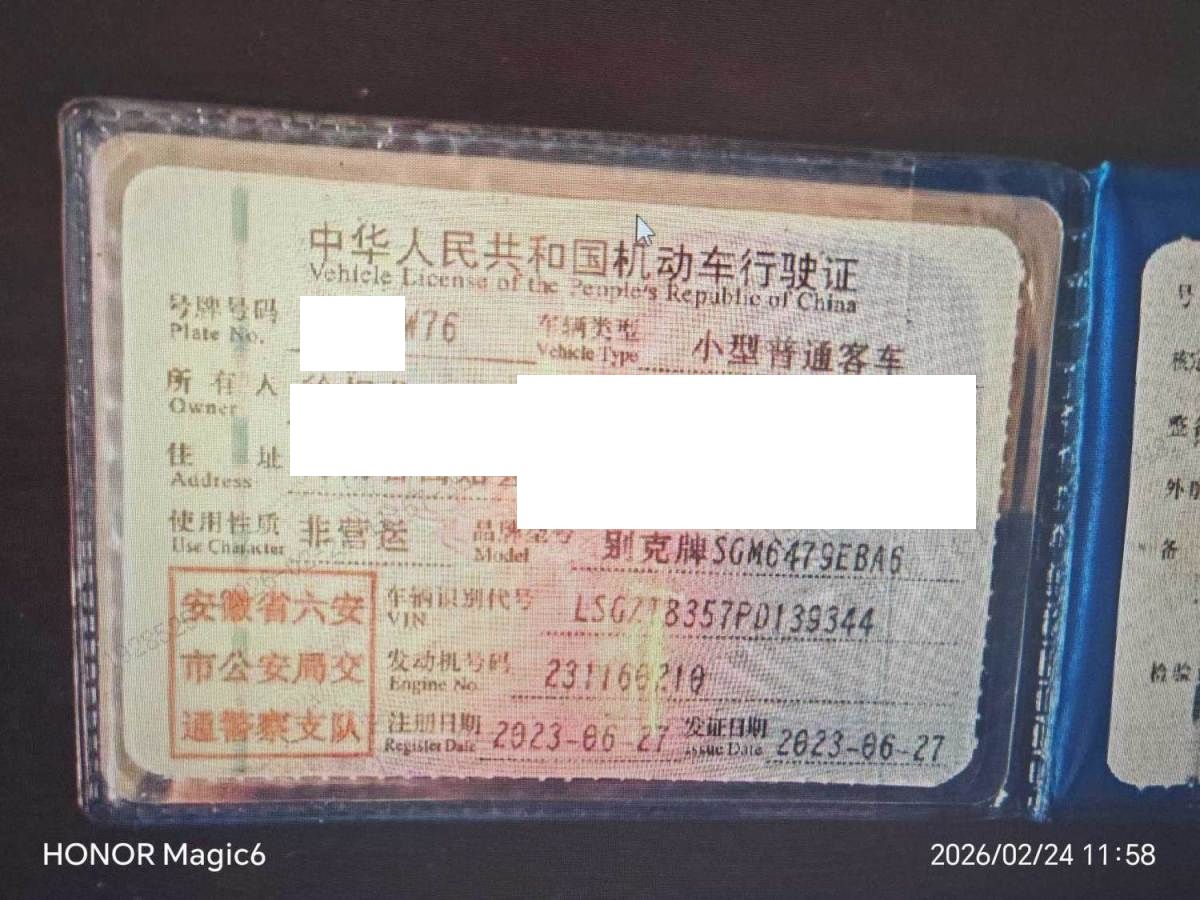 中华人民共和国机动车行驶证
Vehicle License of the People's Republic of China
号牌号码 W76 车辆类型 小型普通客车
Plate No. Vehicle Type
所有人
Owner
住址
Address
使用性质 非营运 品牌型号 别克牌SGM6479EBA6
Use Character Model
安徽省六安
市公安局交
通警察支队
车辆识别代号
VIN
发动机号码
Engine No.
注册日期 2023-06-27 发证日期 2023-06-27
Register Date Issue Date
号
整
外
备
检验
HONOR Magic6
2026/02/24 11:58